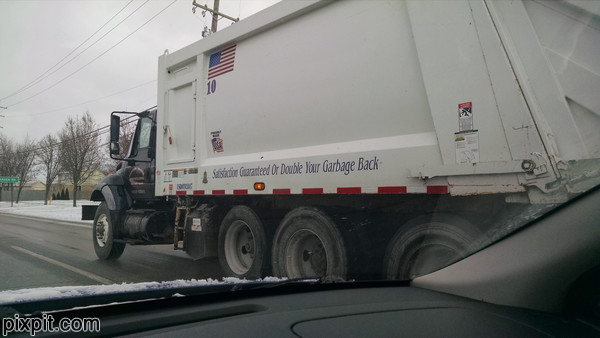 10
Satisfaction Guaranteed Or Double Your Garbage Back
pixpit.com